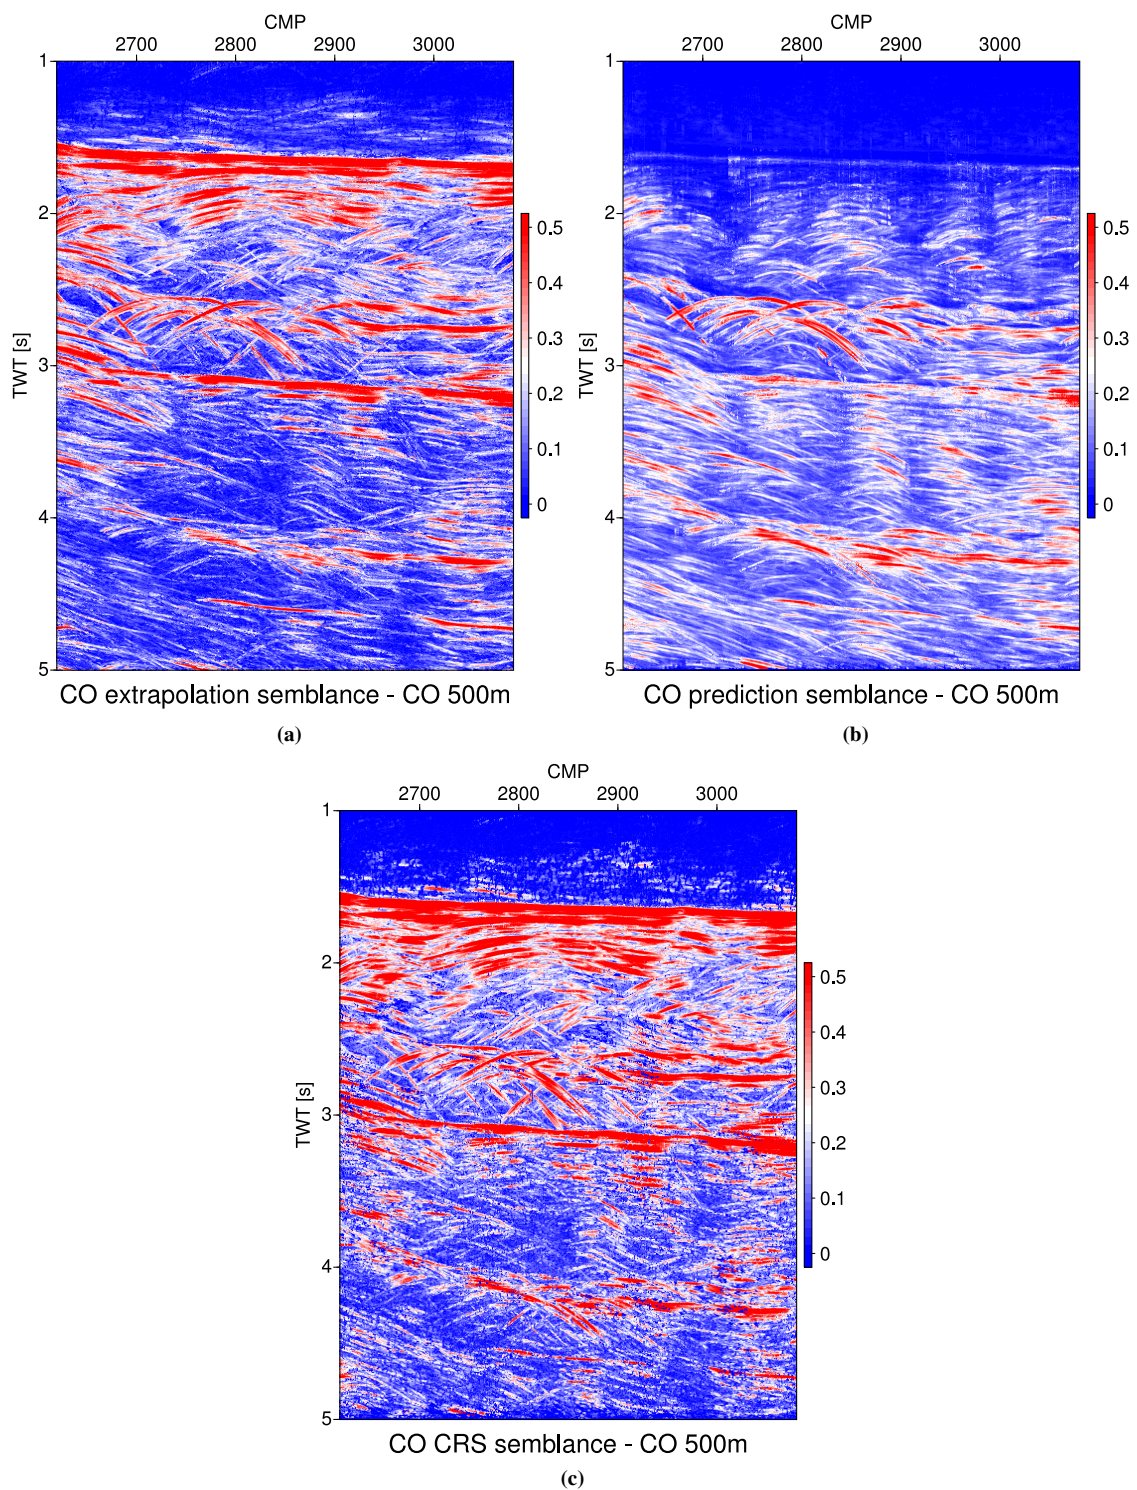 CMP
2700 2800 2900 3000
1
2
3
4
5
TWT [s]
0.5
0.4
0.3
0.2
0.1
0
CO extrapolation semblance - CO 500m
(a)
CMP
2700 2800 2900 3000
1
2
3
4
5
TWT [s]
0.5
0.4
0.3
0.2
0.1
0
CO prediction semblance - CO 500m
(b)
CMP
2700 2800 2900 3000
1
2
3
4
5
TWT [s]
0.5
0.4
0.3
0.2
0.1
0
CO CRS semblance - CO 500m
(c)